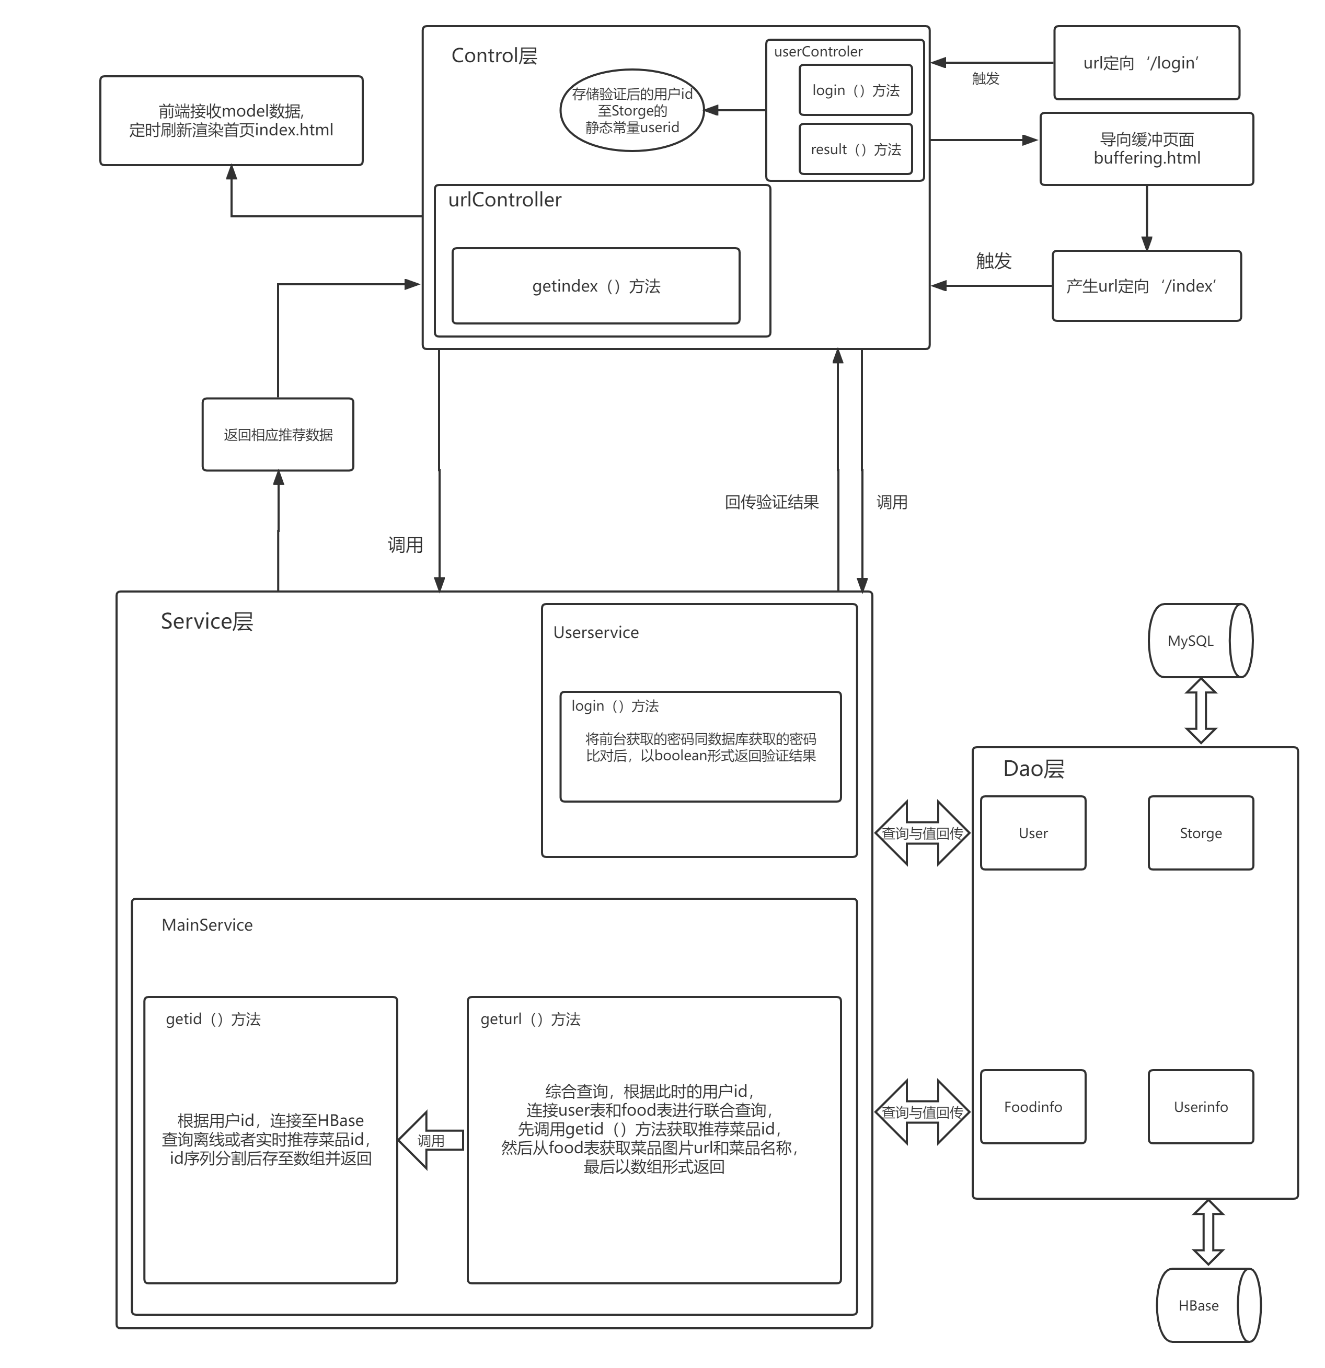 Control层
userControler
login（）方法
result（）方法
存储验证后的用户id
至Storge的
静态常量userid
url定向‘/login’
触发
导向缓冲页面
buffering.html
触发
产生url定向‘/index’
前端接收model数据,
定时刷新渲染首页index.html
urlController
getindex（）方法
返回相应推荐数据
调用
回传验证结果
调用
Service层
Userservice
login（）方法
将前台获取的密码同数据库获取的密码
比对后，以boolean形式返回验证结果
MySQL
Dao层
User
Storge
查询与值回传
MainService
getid（）方法
根据用户id，连接至HBase
查询离线或者实时推荐菜品id，
id序列分割后存至数组并返回
调用
geturl（）方法
综合查询，根据此时的用户id，
连接user表和food表进行联合查询，
先调用getid（）方法获取推荐菜品id，
然后从food表获取菜品图片url和菜品名称，
最后以数组形式返回
查询与值回传
Foodinfo
Userinfo
HBase